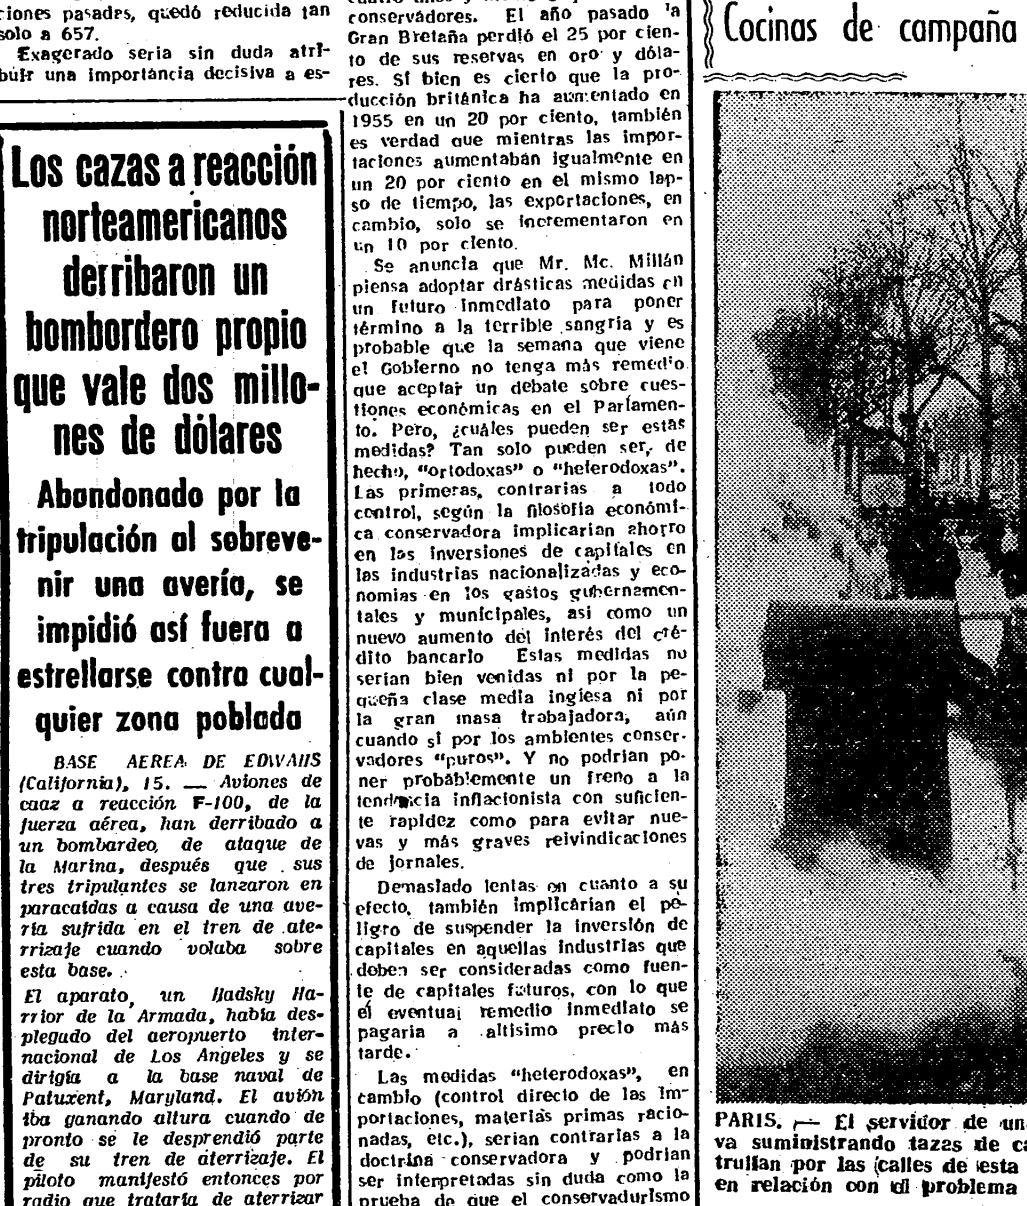 ciones pasades, quedó reducida tan
solo a 657.
Exagerado seria sin duda atri-
buir una importancia decisiva a es-
Los cazas a reacción
norteamericanos
derribaron un
bombordero propio
que vale dos millo-
nes de dólares
Abandonado por la
tripulación al sobreve-
nir una avería, se
impidió así fuera a
estrellarse contra cual-
quier zona poblada
BASE AEREA DE EDWARS
(California), 15. — Aviones de
caaz a reacción F-100, de la
fuerza aérea, han derribado a
un bombardeo, de ataque de
la Marina, después que sus
tres tripulantes se lanzaron en
paracaidas a causa de una ave-
ria sufrida en el tren de ate-
rrizaje cuando volaba sobre
esta base.
El aparato, un Hadsky Ha-
rrior de la Armada, había des-
plegado del aeropuerto inter-
nacional de Los Angeles y se
dirigía a la base naval de
Patuxent, Maryland. El avión
iba ganando altura cuando de
pronto se le desprendió parte
de su tren de aterrizaje. El
piloto manifestó entonces por
radio que trataría de aterrizar
conservadores. El año pasado la
Gran Bretaña perdió el 25 por cien-
to de sus reservas en oro y dóla-
res. Si bien es cierto que la pro-
ducción británica ha aumentado en
1955 en un 20 por ciento, también
es verdad que mientras las impor-
taciones aumentaban igualmente en
un 20 por ciento en el mismo lap-
so de tiempo, las exportaciones, en
cambio, solo se incrementaron en
un 10 por ciento.
Se anuncia que Mr. Mc. Millán
piensa adoptar drásticas medidas en
un futuro inmediato para poner
término a la terrible sangria y es
probable que la semana que viene
el Gobierno no tenga más remedio
que aceptar un debate sobre cues-
tiones económicas en el Parlamen-
to. Pero, ¿cuáles pueden ser estas
medidas? Tan solo pueden ser, de
hecho, "ortodoxas" o "heterodoxas".
Las primeras, contrarias a todo
control, según la filosofía económi-
ca conservadora implicarían ahorro
en las inversiones de capitales en
las industrias nacionalizadas y eco-
nomias en los gastos gubernamen-
tales y municipales, asi como un
nuevo aumento del interés del cré-
dito bancario Estas medidas no
serian bien venidas ni por la pe-
queña clase media inglesa ni por
la gran masa trabajadora, aún
cuando sí por los ambientes conser-
vadores "puros". Y no podrian po-
ner probáblemente un freno a la
tendencia inflacionista con suficien-
te rapidez como para evitar nue-
vas y más graves reivindicaciones
de jornales.
Demasiado lentas en cuanto a su
efecto, también implicarian el pe-
ligro de suspender la inversión de
capitales en aquellas industrias que
deben ser consideradas como fuen-
te de capitales futuros, con lo que
el eventual remedio inmediato se
pagaria a altísimo precio más
tarde.
Las medidas "heterodoxas", en
cambio (control directo de las im-
portaciones, materias primas racio-
nadas, etc.), serian contrarias a la
doctrina conservadora y podrían
ser interpretadas sin duda como la
prueba de que el conservadurismo
Cocinas de campaña
PARIS. — El servidor de un
va suministrando tazas de ca
trullan por las calles de esta
en relación con el problema